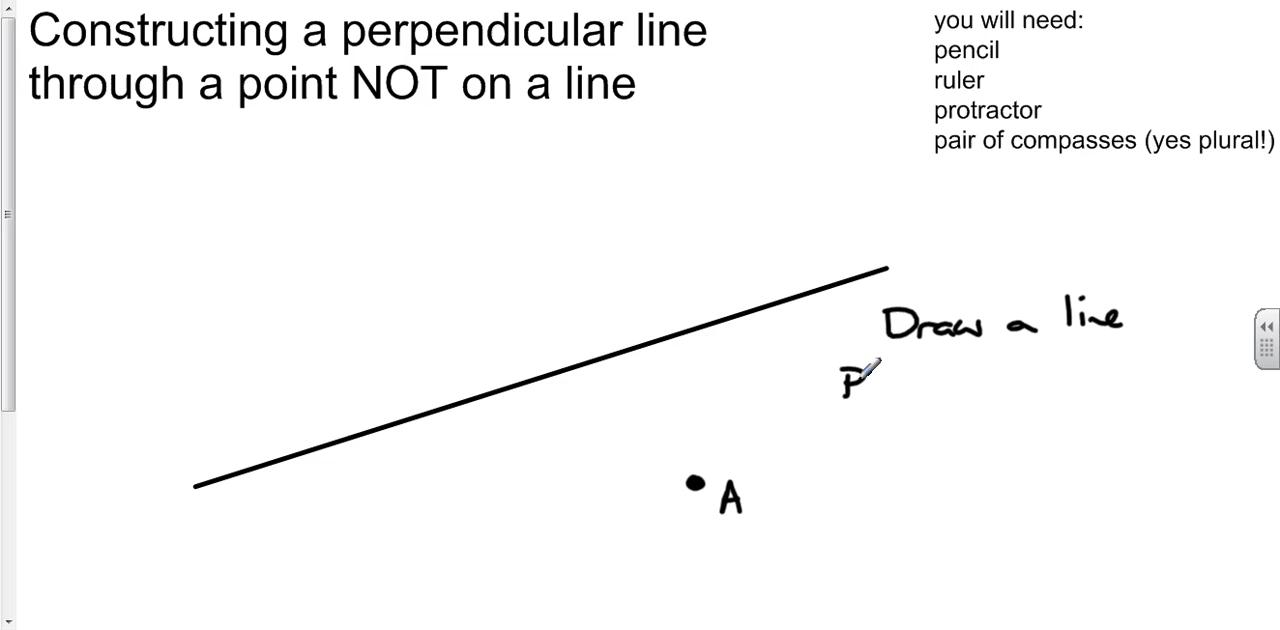 Constructing a perpendicular line
through a point NOT on a line
you will need:
pencil
ruler
protractor
pair of compasses (yes plural!)
Draw a line
P
A